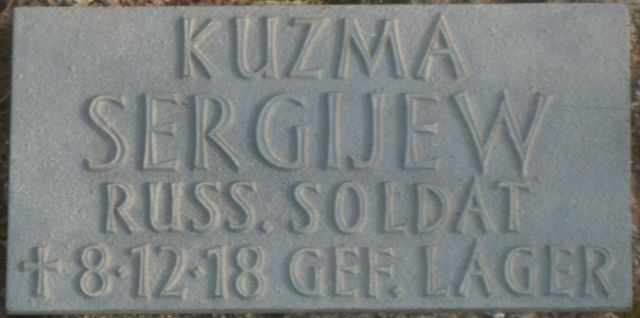 KUZMA
SERGIJEW
RUSS. SOLDAT
✝ 8·12·18 GEF. LAGER